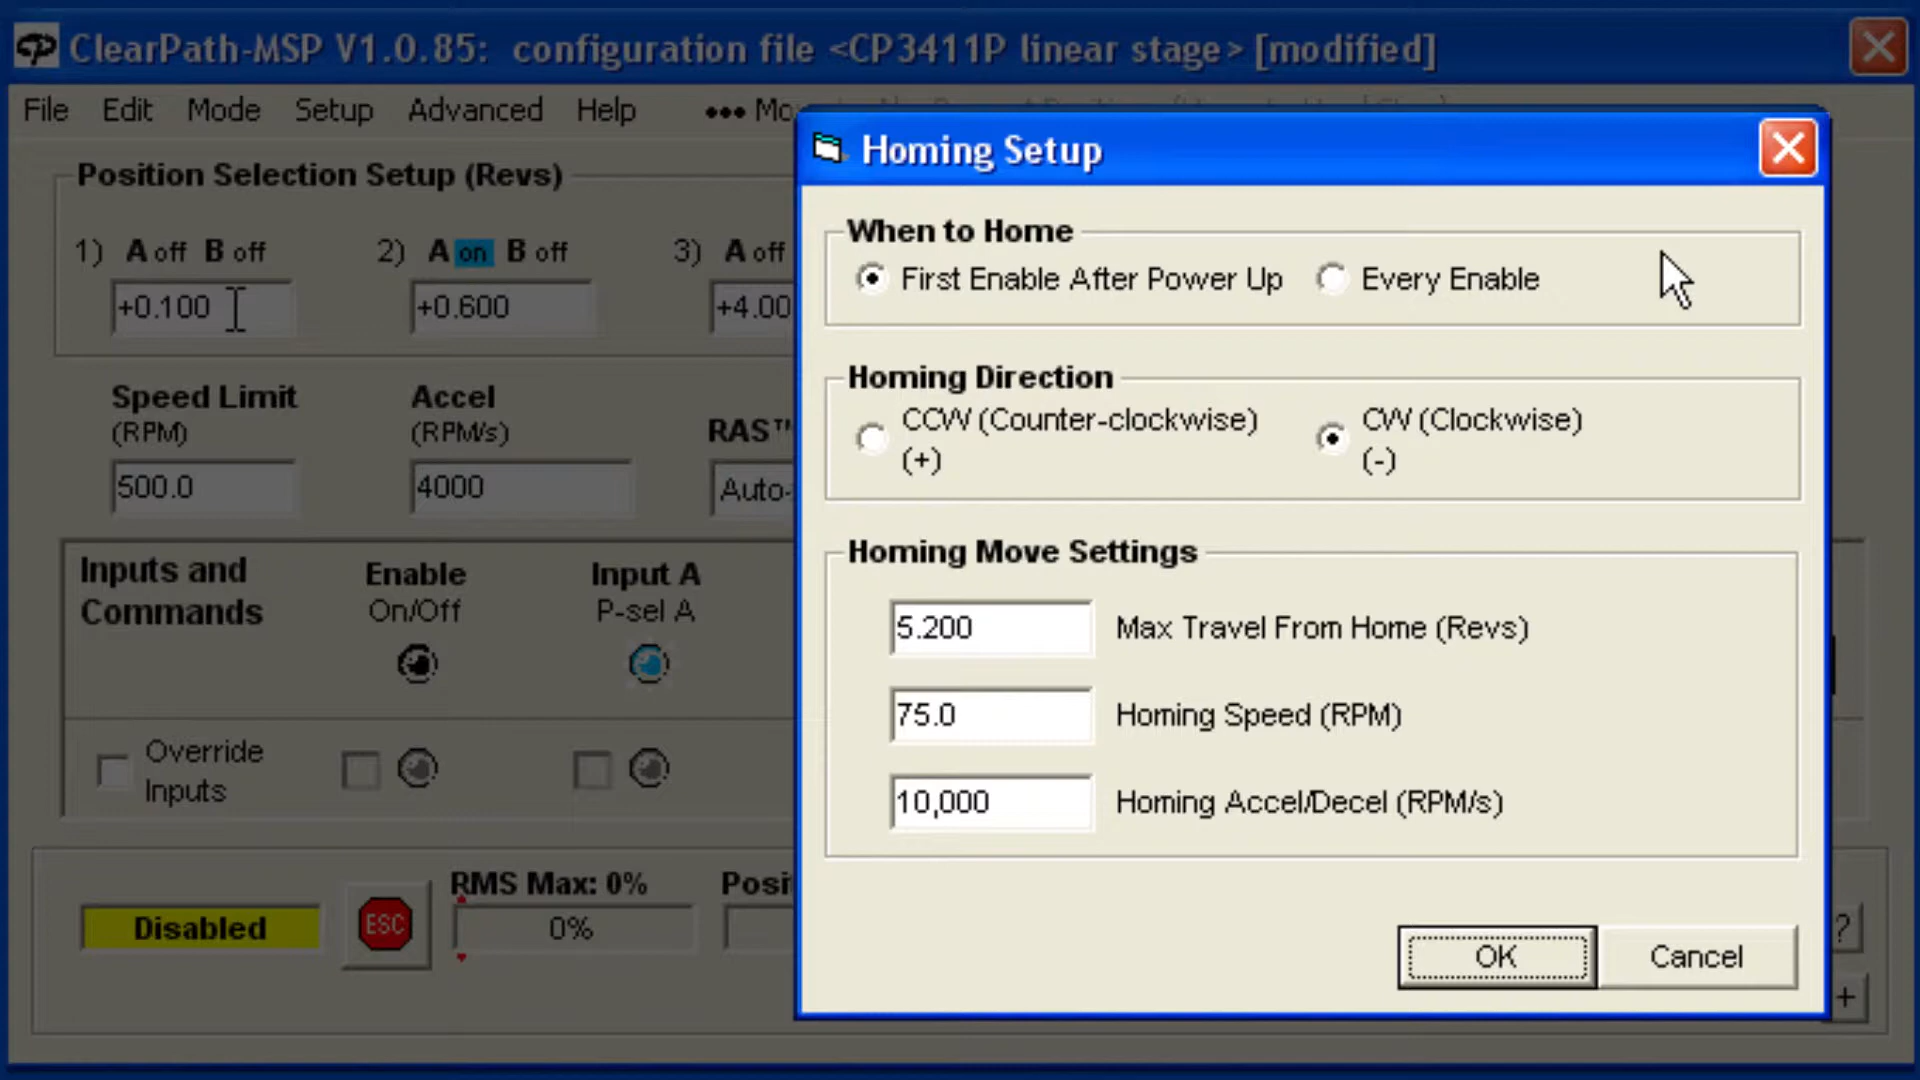 ClearPath-MSP V1.0.85: configuration file <CP3411P linear stage> [modified]
File Edit Mode Setup Advanced Help
Position Selection Setup (Revs)
1) A off B off 2) A on B off 3) A off
+0.100 +0.600 +4.00
Speed Limit Accel
(RPM) (RPM/s) RAS™
500.0 4000 Auto-
Inputs and Enable Input A
Commands On/Off P-sel A
Override
Inputs
RMS Max: 0% Posi
Disabled ESC 0% ?
+
Homing Setup
When to Home
First Enable After Power Up Every Enable
Homing Direction
CCW (Counter-clockwise) CW (Clockwise)
(+) (-)
Homing Move Settings
5.200 Max Travel From Home (Revs)
75.0 Homing Speed (RPM)
10,000 Homing Accel/Decel (RPM/s)
OK Cancel